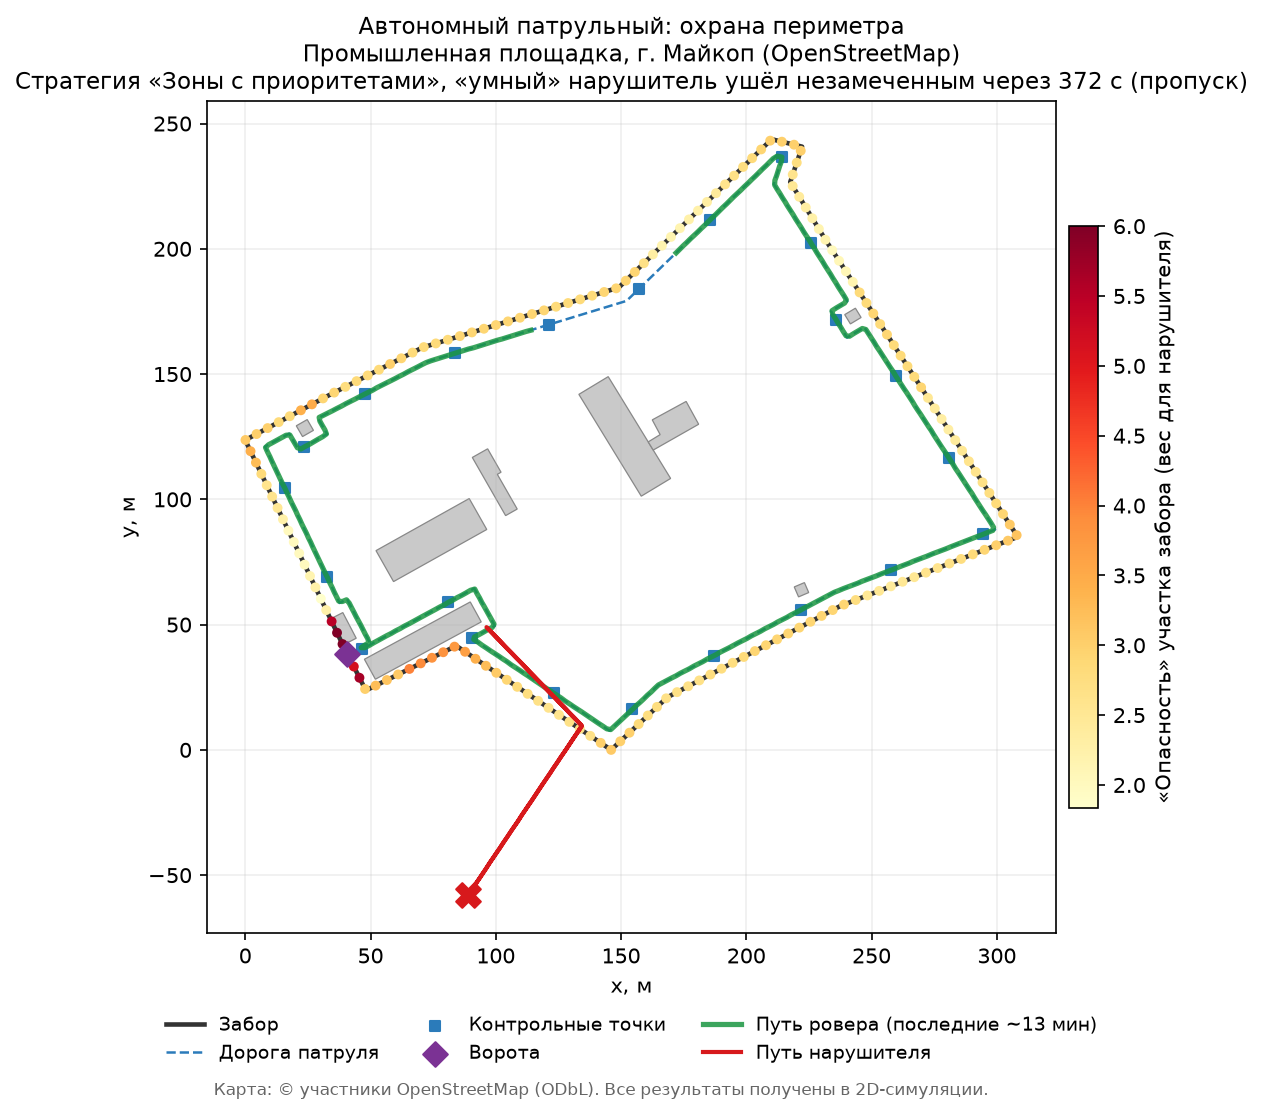 Автономный патрульный: охрана периметра
Промышленная площадка, г. Майкоп (OpenStreetMap)
Стратегия «Зоны с приоритетами», «умный» нарушитель ушёл незамеченным через 372 с (пропуск)
250
200
150
100
50
0
−50
y, м
0
50
100
150
200
250
300
x, м
6.0
5.5
5.0
4.5
4.0
3.5
3.0
2.5
2.0
«Опасность» участка забора (вес для нарушителя)
Забор
Дорога патруля
Контрольные точки
Ворота
Путь ровера (последние ~13 мин)
Путь нарушителя
Карта: © участники OpenStreetMap (ODbL). Все результаты получены в 2D-симуляции.